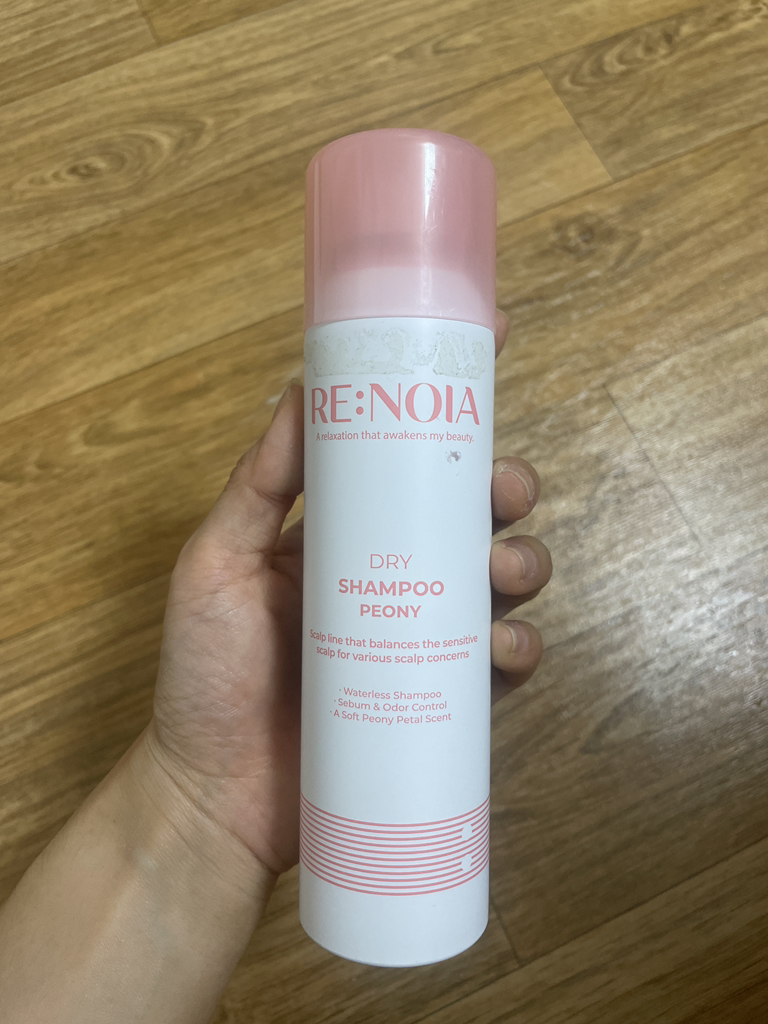 RE:NOIA
A relaxation that awakens my beauty.
DRY
SHAMPOO
PEONY
Scalp line that balances the sensitive
scalp for various scalp concerns
· Waterless Shampoo
· Sebum & Odor Control
· A Soft Peony Petal Scent